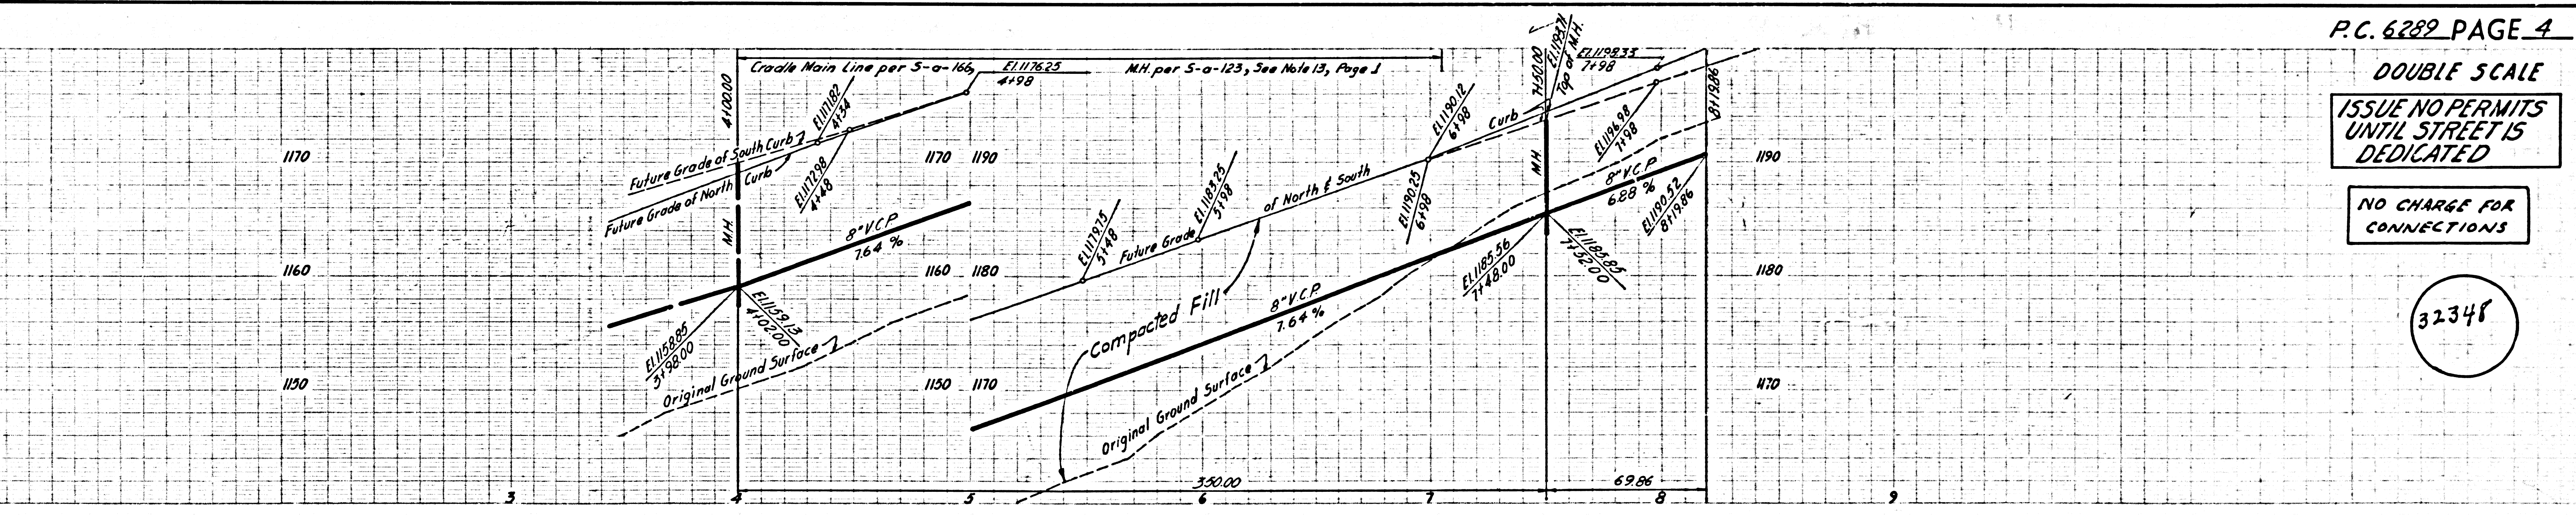 P.C. 6289 PAGE 4
DOUBLE SCALE
ISSUE NO PERMITS
UNTIL STREET IS
DEDICATED
NO CHARGE FOR
CONNECTIONS
32348
Cradle Main Line per S-a-166,
M.H. per S-a-123, See Note 13, Page 1
El.1176.25
4+98
4+00.00
El.1171.82
4+34
El.1172.98
4+48
Future Grade of South Curb
Future Grade of North Curb
M.H.
8" V.C.P.
7.64 %
El.1158.85
3+98.00
El.1159.13
4+02.00
Original Ground Surface
1170
1160
1150
1170 1190
1160 1180
1150 1170
El.1179.75
5+48
El.1183.25
5+98
Future Grade of North & South Curb
El.1190.12
6+98
El.1190.25
6+98
7+50.00
El.1195.71
Top of M.H.
El.1198.35
7+98
El.1196.98
7+98
8+19.86
M.H.
8" V.C.P.
6.88 %
El.1190.52
8+19.86
El.1185.56
7+48.00
El.1185.85
7+52.00
Compacted Fill
8" V.C.P.
7.64 %
Original Ground Surface
1190
1180
1170
350.00
69.86
3 4 5 6 7 8 9